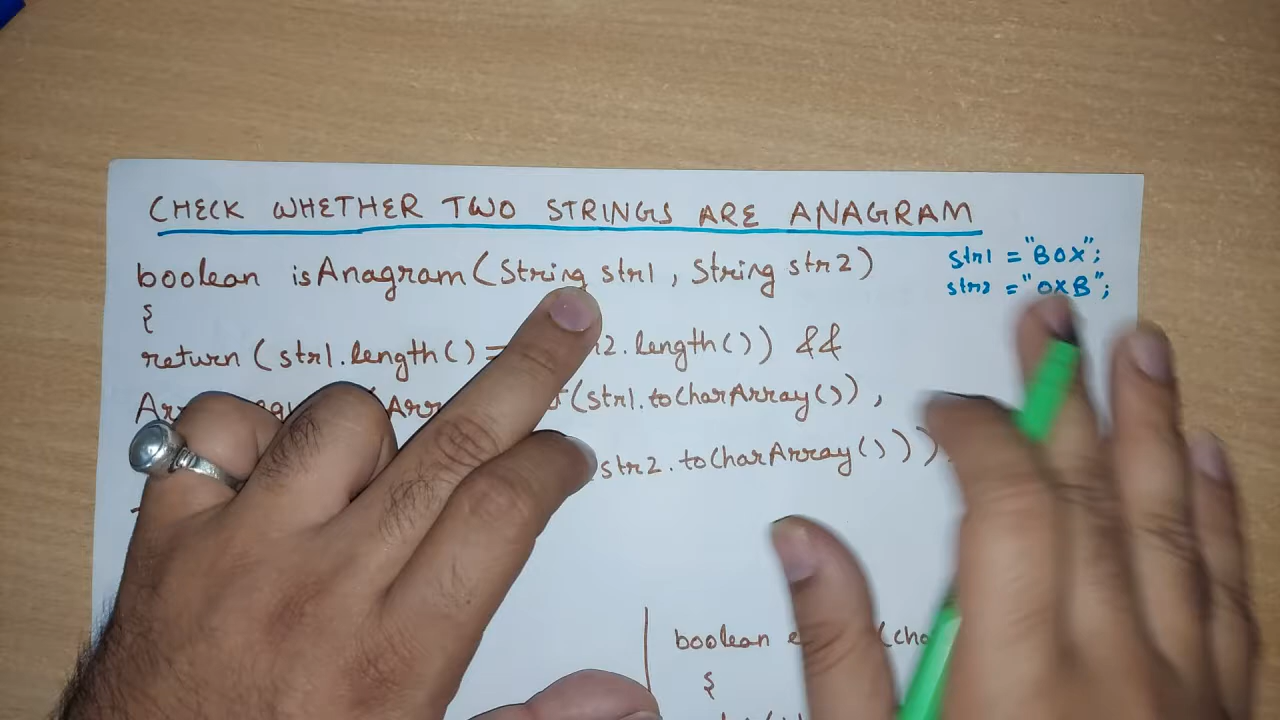 CHECK WHETHER TWO STRINGS ARE ANAGRAM
boolean isAnagram(String str1, String str2)
str1 = "BOX";
str2 = "OXB";
{
return (str1.length() = 2.length()) &&
(str1.toCharArray()),
str2.toCharArray()))
boolean
{